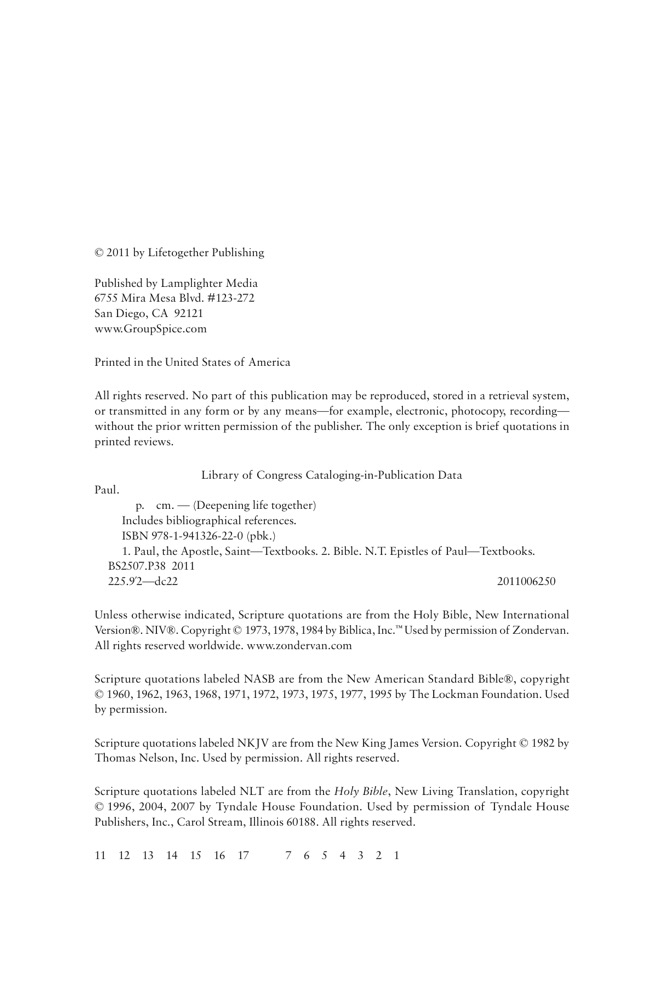 © 2011 by Lifetogether Publishing
Published by Lamplighter Media
6755 Mira Mesa Blvd. #123-272
San Diego, CA 92121
www.GroupSpice.com
Printed in the United States of America
All rights reserved. No part of this publication may be reproduced, stored in a retrieval system,
or transmitted in any form or by any means—for example, electronic, photocopy, recording—
without the prior written permission of the publisher. The only exception is brief quotations in
printed reviews.
Library of Congress Cataloging-in-Publication Data
Paul.
p. cm. — (Deepening life together)
Includes bibliographical references.
ISBN 978-1-941326-22-0 (pbk.)
1. Paul, the Apostle, Saint—Textbooks. 2. Bible. N.T. Epistles of Paul—Textbooks.
BS2507.P38 2011
225.9′2—dc22 2011006250
Unless otherwise indicated, Scripture quotations are from the Holy Bible, New International
Version®. NIV®. Copyright © 1973, 1978, 1984 by Biblica, Inc.™ Used by permission of Zondervan.
All rights reserved worldwide. www.zondervan.com
Scripture quotations labeled NASB are from the New American Standard Bible®, copyright
© 1960, 1962, 1963, 1968, 1971, 1972, 1973, 1975, 1977, 1995 by The Lockman Foundation. Used
by permission.
Scripture quotations labeled NKJV are from the New King James Version. Copyright © 1982 by
Thomas Nelson, Inc. Used by permission. All rights reserved.
Scripture quotations labeled NLT are from the Holy Bible, New Living Translation, copyright
© 1996, 2004, 2007 by Tyndale House Foundation. Used by permission of Tyndale House
Publishers, Inc., Carol Stream, Illinois 60188. All rights reserved.
11 12 13 14 15 16 17 7 6 5 4 3 2 1